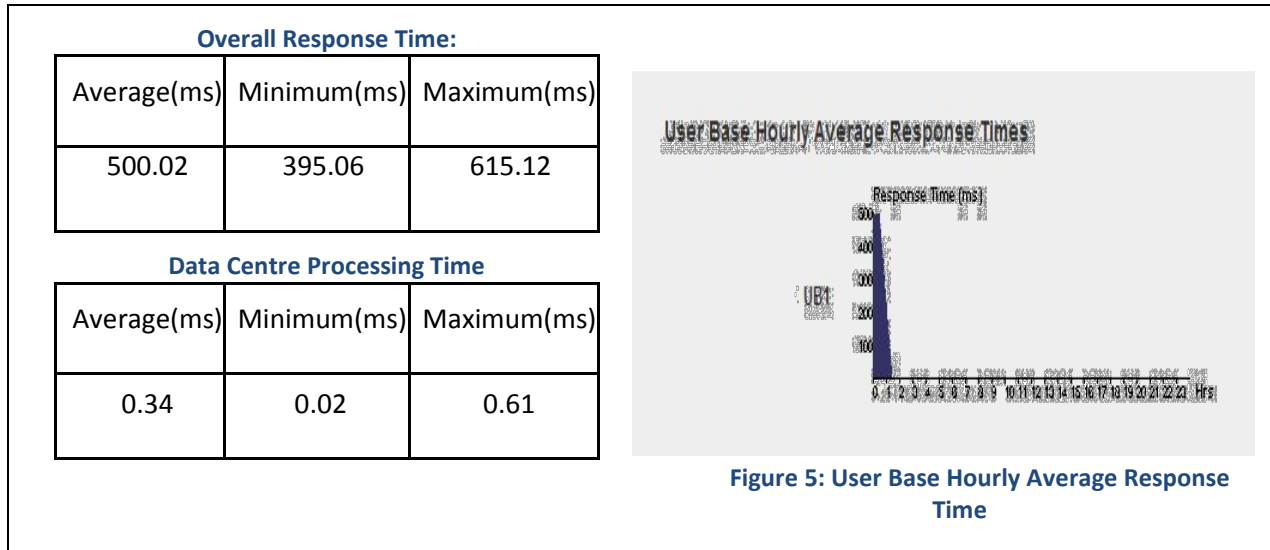 Overall Response Time:
Average(ms) Minimum(ms) Maximum(ms)
500.02 395.06 615.12
Data Centre Processing Time
Average(ms) Minimum(ms) Maximum(ms)
0.34 0.02 0.61
User Base Hourly Average Response Times
Response Time (ms)
500
400
300
200
100
UB1
0 1 2 3 4 5 6 7 8 9 10 11 12 13 14 15 16 17 18 19 20 21 22 23 Hrs
Figure 5: User Base Hourly Average Response
Time